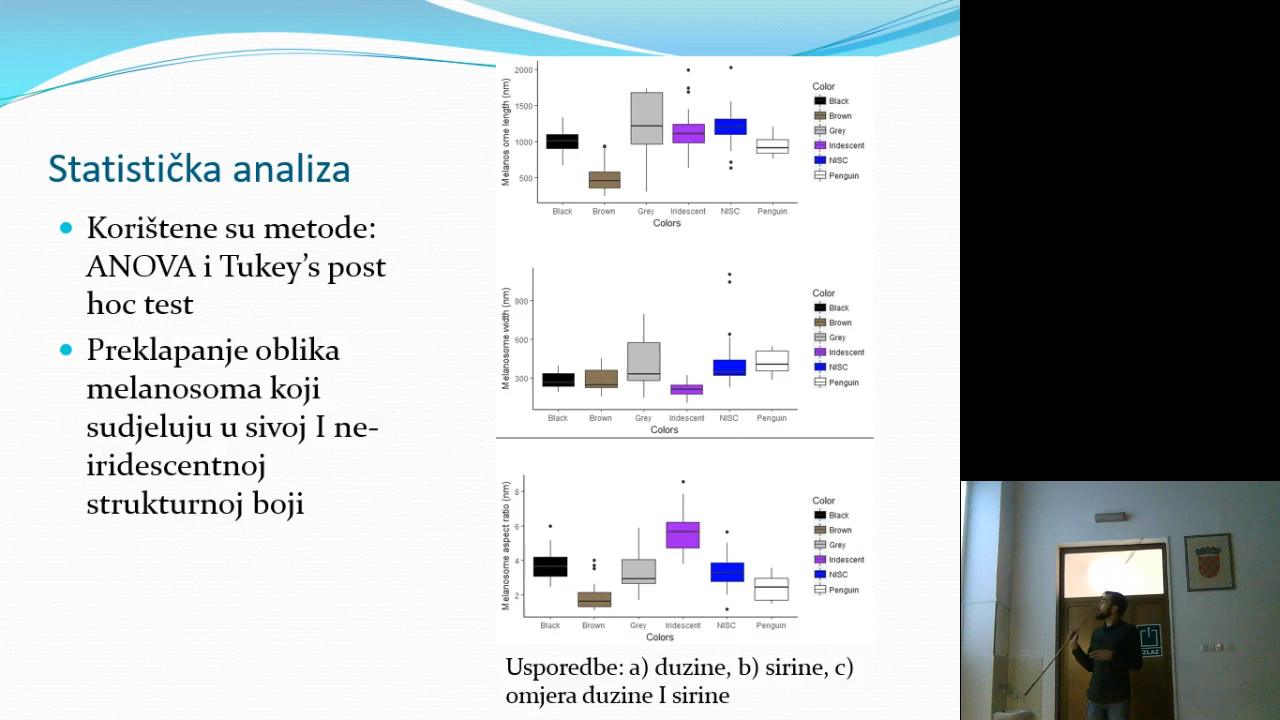 Statistička analiza
Korištene su metode:
ANOVA i Tukey's post
hoc test
Preklapanje oblika
melanosoma koji
sudjeluju u sivoj I ne-
iridescentnoj
strukturnoj boji
Melanosome length (nm)
2000
1500
1000
500
Black Brown Grey Iridescent NISC Penguin
Colors
Color
Black
Brown
Grey
Iridescent
NISC
Penguin
Melanosome width (nm)
900
600
300
Black Brown Grey Iridescent NISC Penguin
Colors
Color
Black
Brown
Grey
Iridescent
NISC
Penguin
Melanosome aspect ratio (nm)
8
6
4
2
Black Brown Grey Iridescent NISC Penguin
Colors
Color
Black
Brown
Grey
Iridescent
NISC
Penguin
Usporedbe: a) duzine, b) sirine, c)
omjera duzine I sirine
IZLAZ